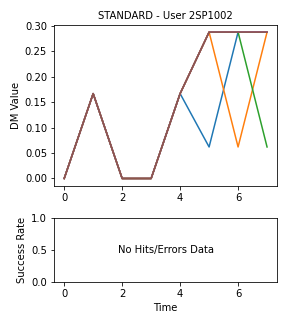 STANDARD - User 2SP1002
0.30
0.25
0.20
0.15
0.10
0.05
0.00
DM Value
0 2 4 6
1.0
0.5
0.0
Success Rate
No Hits/Errors Data
0 2 4 6
Time